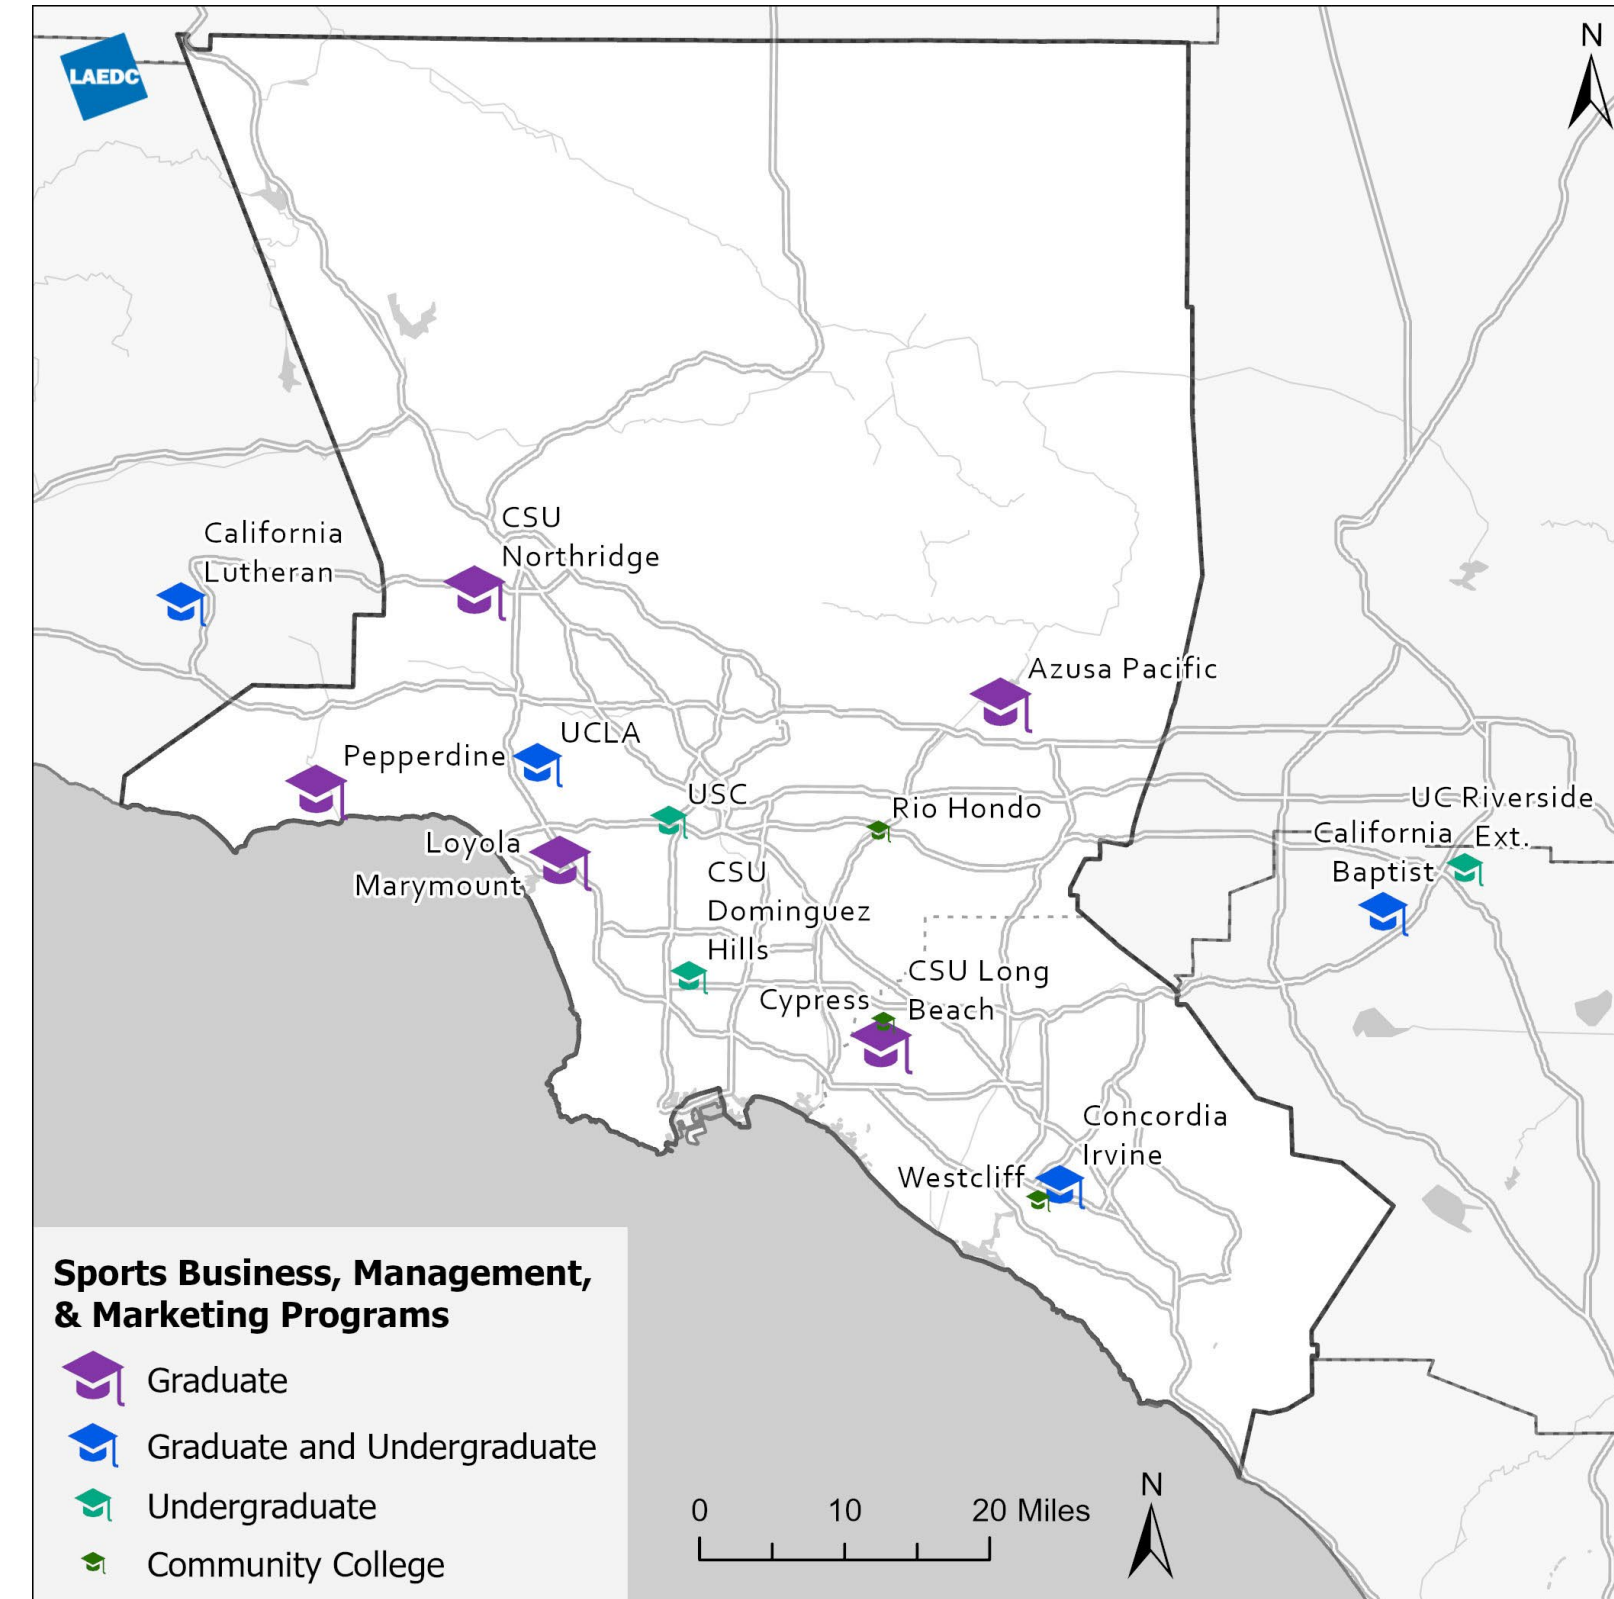 LAEDC
N
CSU
Northridge
California
Lutheran
Azusa Pacific
UCLA
Pepperdine
USC
Rio Hondo
UC Riverside
Ext.
California
Baptist
Loyola
Marymount
CSU
Dominguez
Hills
CSU Long
Beach
Cypress
Concordia
Irvine
Westcliff
Sports Business, Management,
& Marketing Programs
Graduate
Graduate and Undergraduate
Undergraduate
Community College
0 10 20 Miles
N